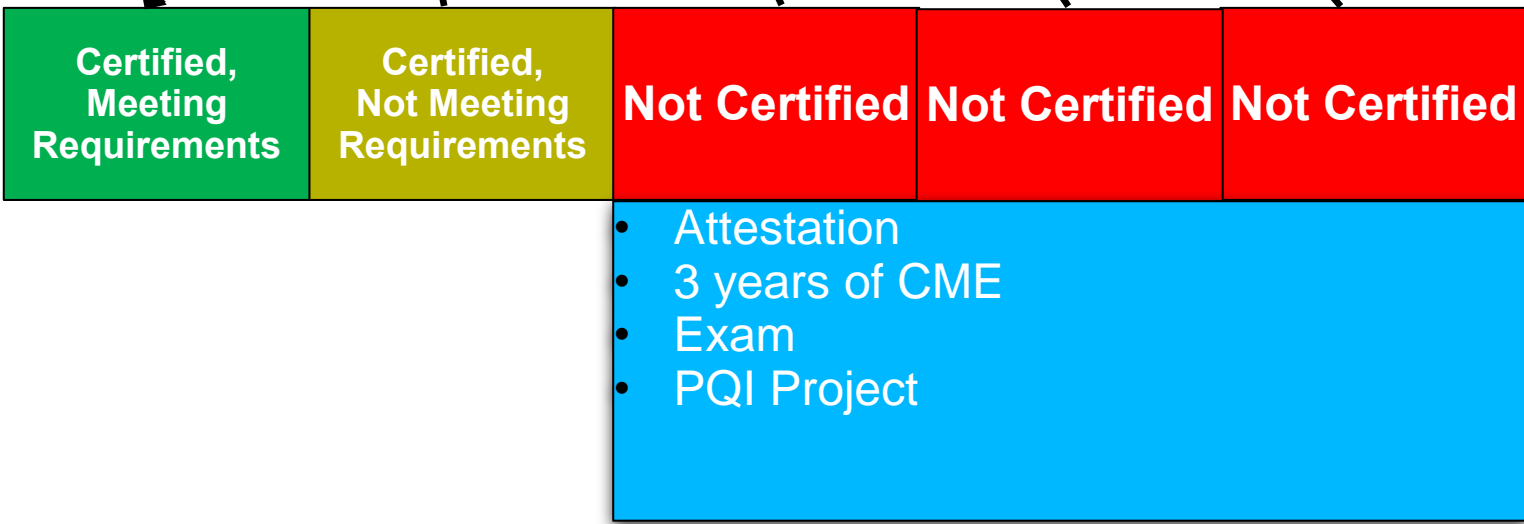 Certified,
Meeting
Requirements
Certified,
Not Meeting
Requirements
Not Certified
Not Certified
Not Certified
• Attestation
• 3 years of CME
• Exam
• PQI Project